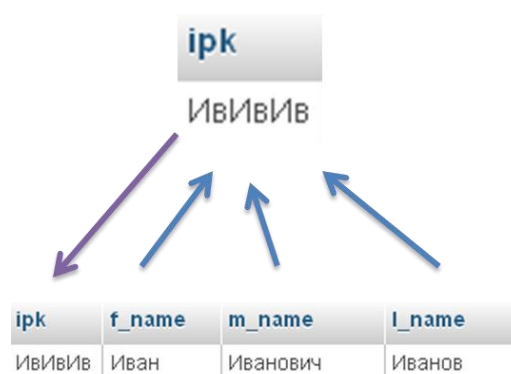 ipk
ИвИвИв
ipk f_name m_name l_name
ИвИвИв Иван Иванович Иванов